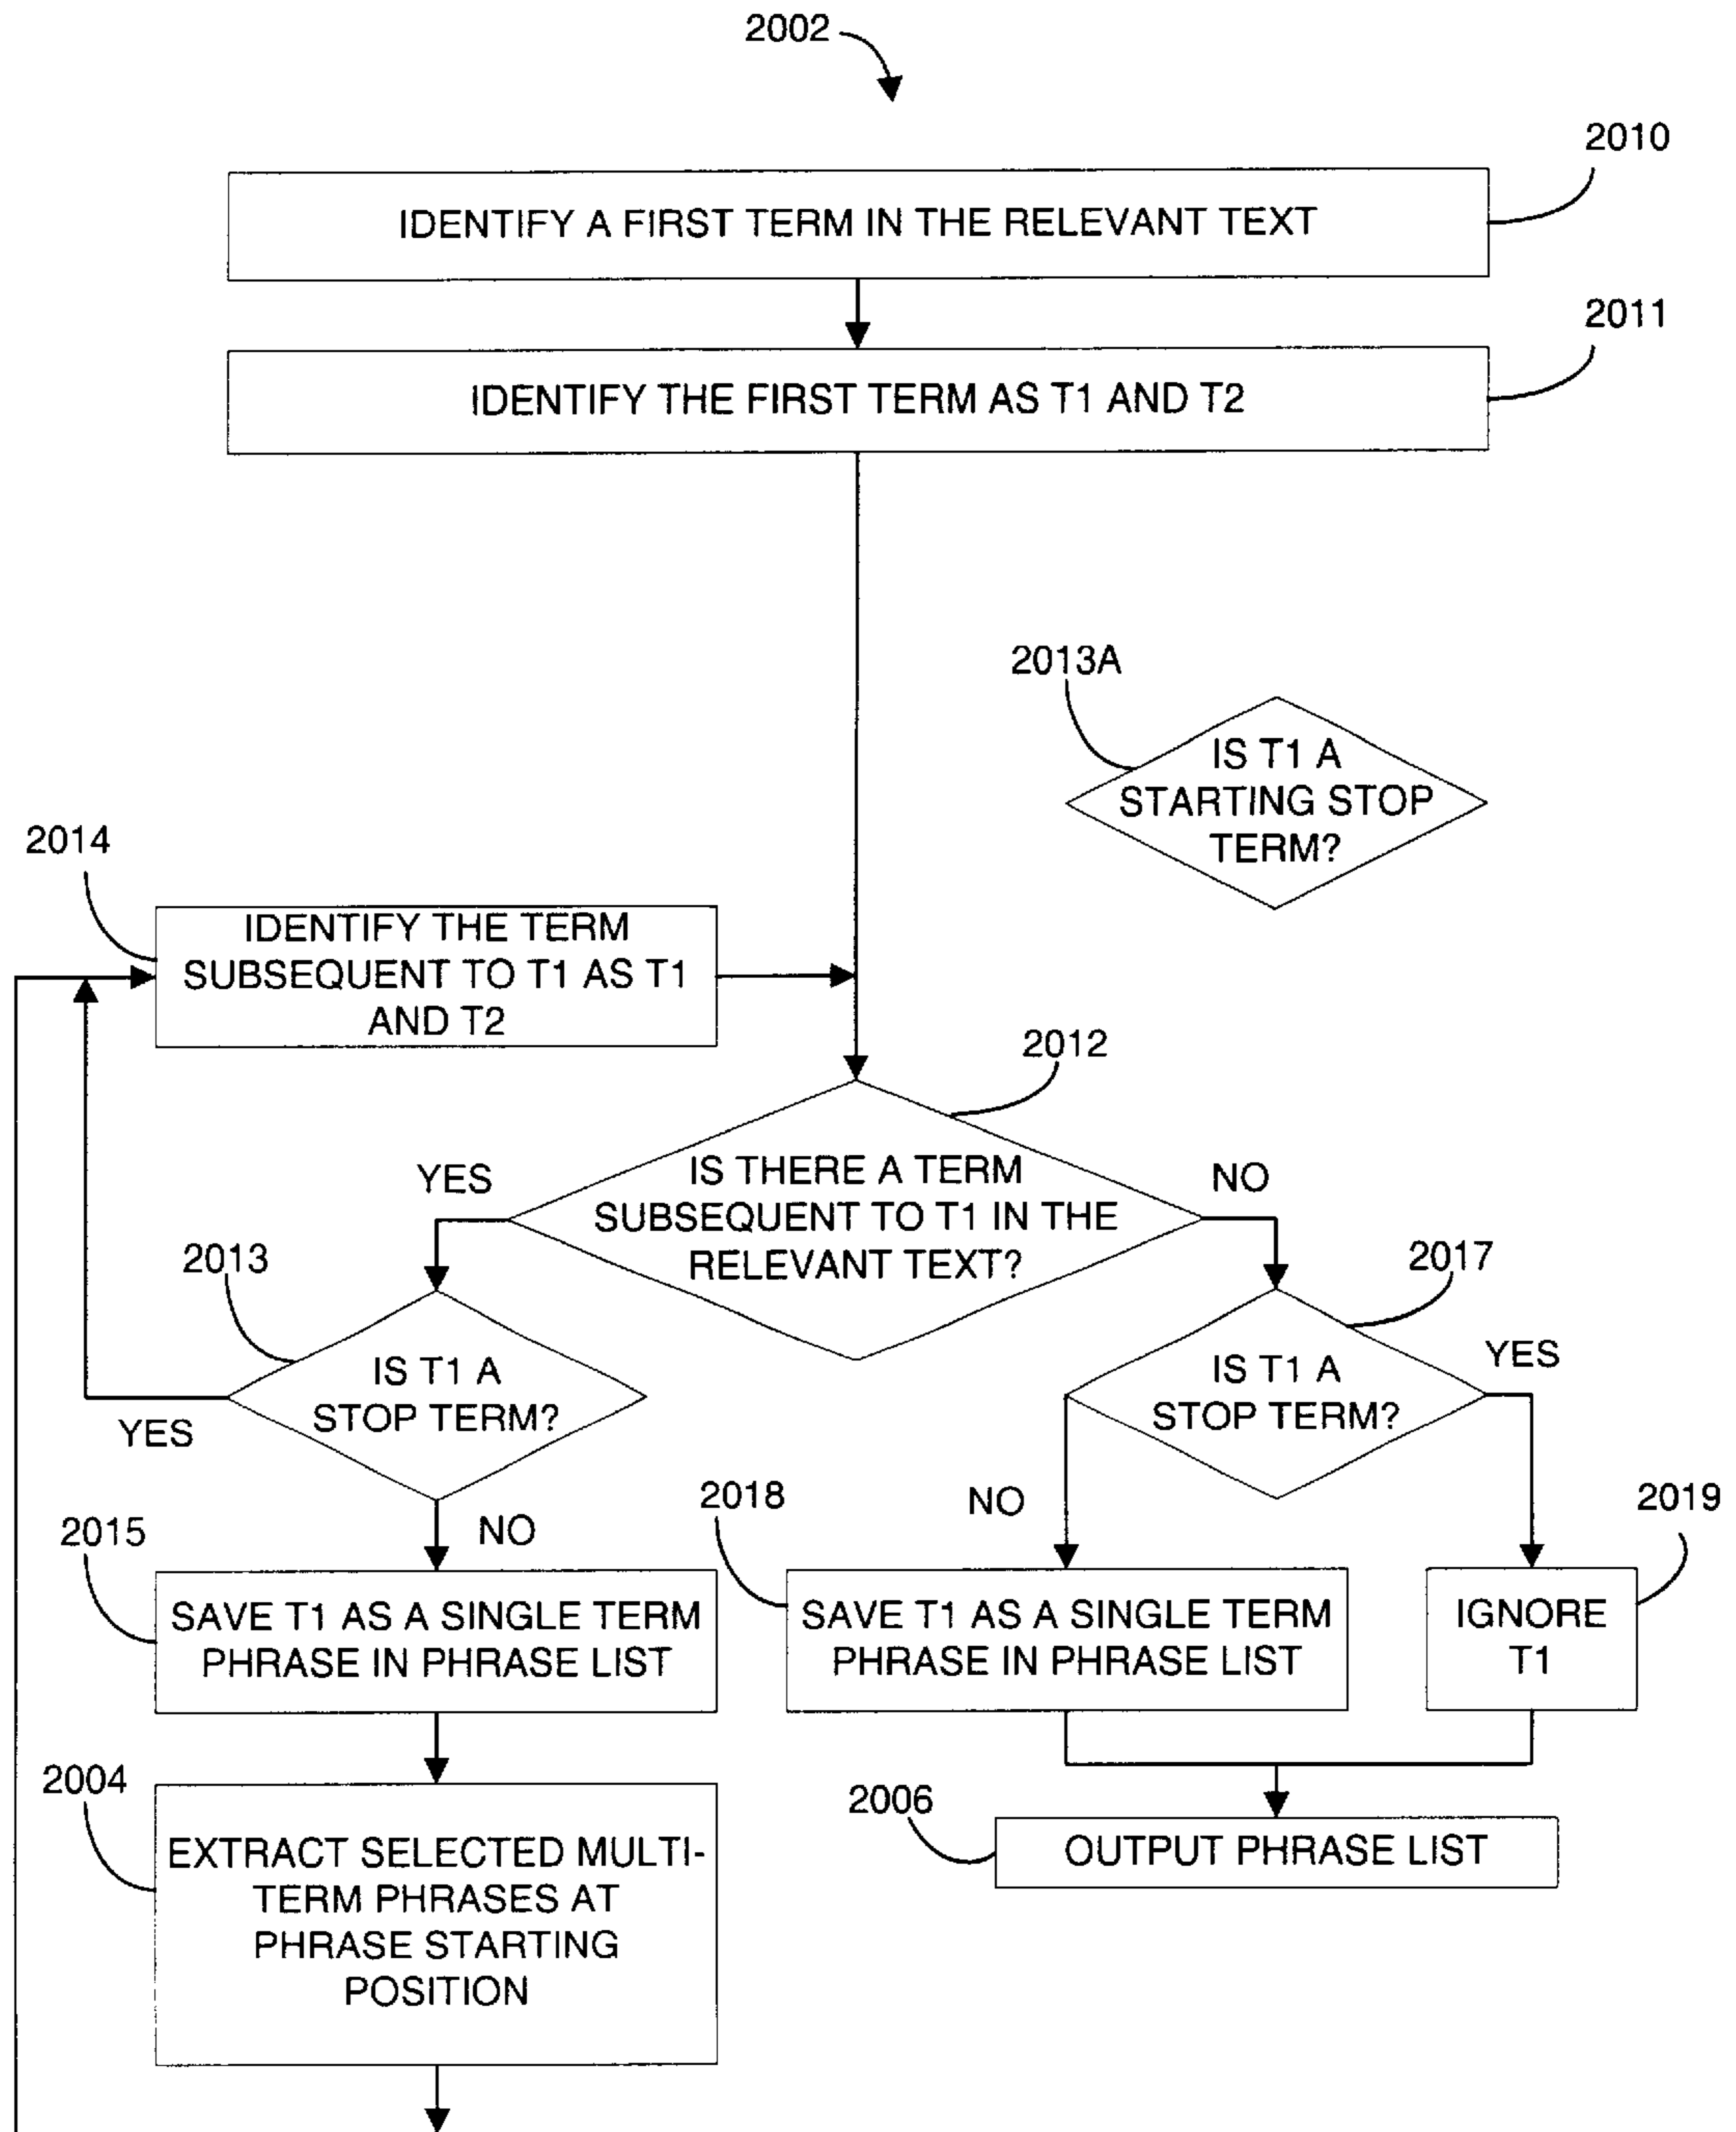 2002
2010
IDENTIFY A FIRST TERM IN THE RELEVANT TEXT
2011
IDENTIFY THE FIRST TERM AS T1 AND T2
2013A
IS T1 A
STARTING STOP
TERM?
2014
IDENTIFY THE TERM
SUBSEQUENT TO T1 AS T1
AND T2
2012
IS THERE A TERM
SUBSEQUENT TO T1 IN THE
RELEVANT TEXT?
YES
NO
2013
IS T1 A
STOP TERM?
YES
NO
2017
IS T1 A
STOP TERM?
YES
NO
2015
SAVE T1 AS A SINGLE TERM
PHRASE IN PHRASE LIST
2018
SAVE T1 AS A SINGLE TERM
PHRASE IN PHRASE LIST
2019
IGNORE
T1
2004
EXTRACT SELECTED MULTI-
TERM PHRASES AT
PHRASE STARTING
POSITION
2006
OUTPUT PHRASE LIST